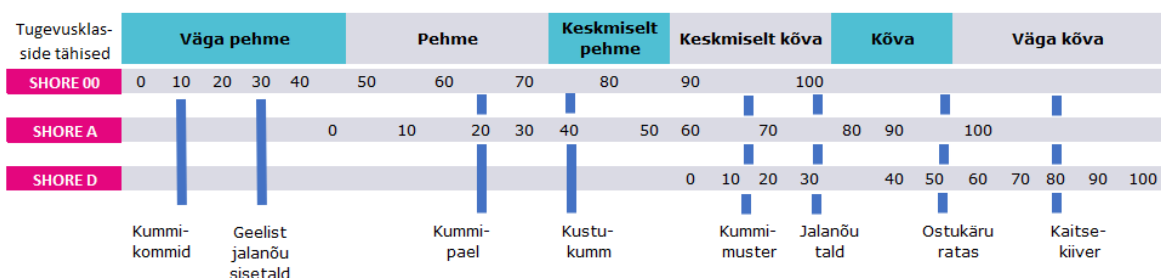 Tugevusklas-
side tähised
Väga pehme
Pehme
Keskmiselt
pehme
Keskmiselt kõva
Kõva
Väga kõva
SHORE 00 0 10 20 30 40 50 60 70 80 90 100
SHORE A 0 10 20 30 40 50 60 70 80 90 100
SHORE D 0 10 20 30 40 50 60 70 80 90 100
Kummi-
kommid
Geelist
jalanõu
sisetald
Kummi-
pael
Kustu-
kumm
Kummi-
muster
Jalanõu
tald
Ostukäru
ratas
Kaitse-
kiiver